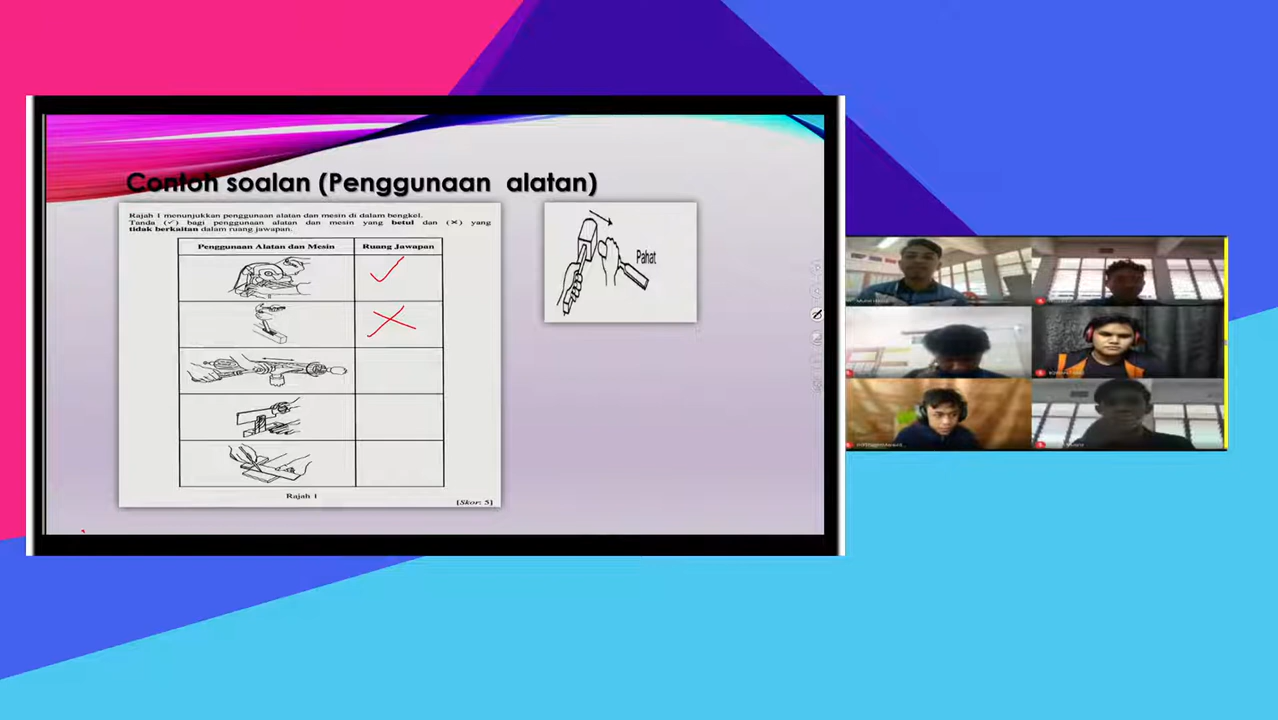 Contoh soalan (Penggunaan alatan)
Rajah 1 menunjukkan penggunaan alatan dan mesin di dalam bengkel.
Tanda (✓) bagi penggunaan alatan dan mesin yang betul dan (✕) yang
tidak berkaitan dalam ruang jawapan.
Penggunaan Alatan dan Mesin
Ruang Jawapan
Rajah 1
[Skor: 5]
Pahat